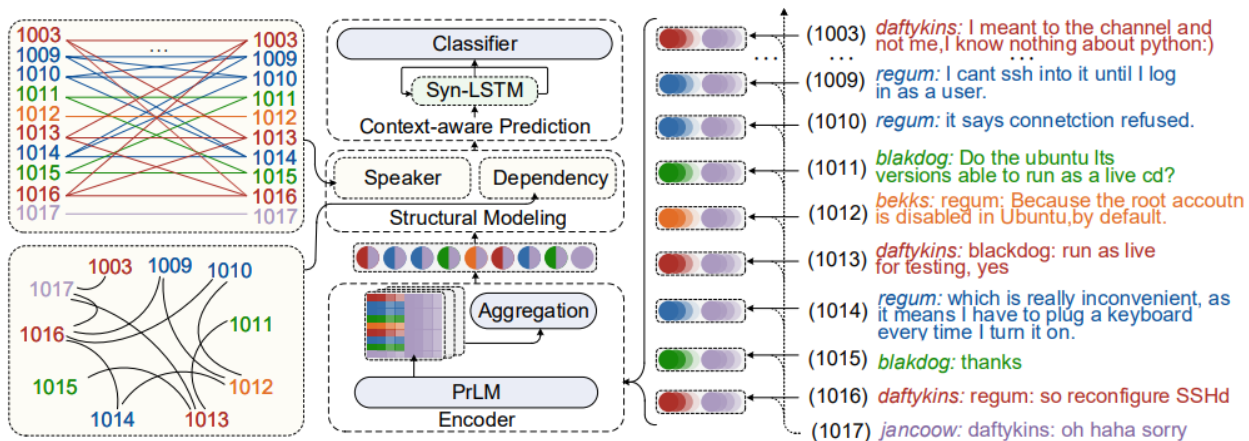 1003
1009
1010
1011
1012
1013
1014
1015
1016
1017
...
1003
1009
1010
1011
1012
1013
1014
1015
1016
1017
1003
1009
1010
1017
1016
1011
1015
1012
1014
1013
Classifier
Syn-LSTM
Context-aware Prediction
Speaker
Dependency
Structural Modeling
Aggregation
PrLM
Encoder
(1003) daftykins: I meant to the channel and
not me,I know nothing about python:)
... ... ...
(1009) regum: I cant ssh into it until I log
in as a user.
(1010) regum: it says connetction refused.
(1011) blakdog: Do the ubuntu lts
versions able to run as a live cd?
(1012) bekks: regum: Because the root accoutn
is disabled in Ubuntu,by default.
(1013) daftykins: blackdog: run as live
for testing, yes
(1014) regum: which is really inconvenient, as
it means I have to plug a keyboard
every time I turn it on.
(1015) blakdog: thanks
(1016) daftykins: regum: so reconfigure SSHd
(1017) jancoow: daftykins: oh haha sorry